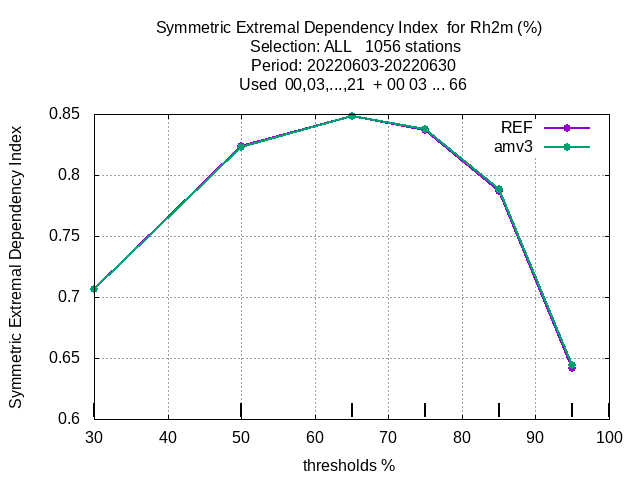 Symmetric Extremal Dependency Index  for Rh2m (%)
Selection: ALL   1056 stations
Period: 20220603-20220630
Used  00,03,...,21  + 00 03 ... 66
Symmetric Extremal Dependency Index
0.85
0.8
0.75
0.7
0.65
0.6
REF
amv3
30 40 50 60 70 80 90 100
thresholds %